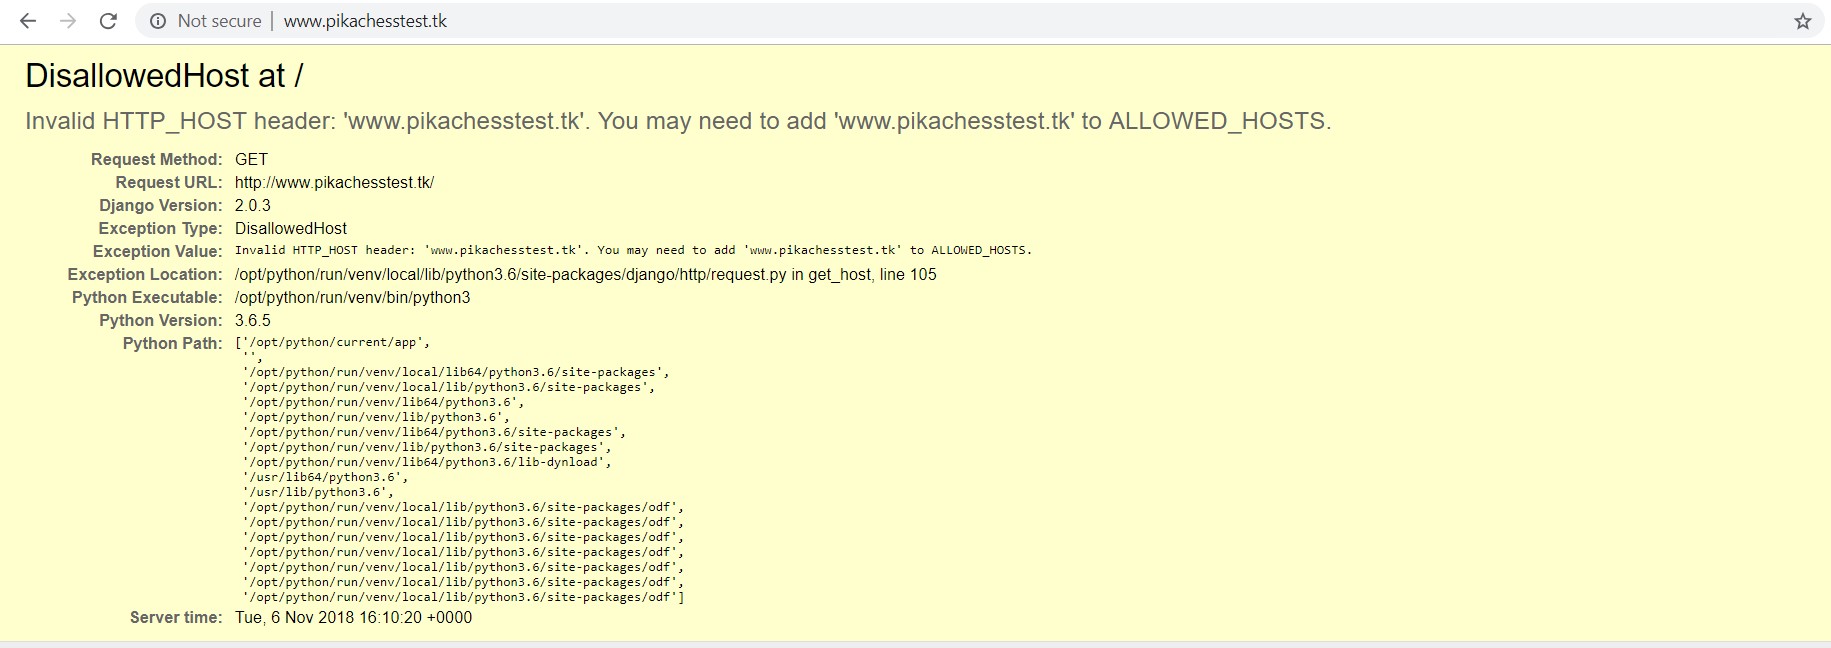 Not secure | www.pikachesstest.tk
DisallowedHost at /
Invalid HTTP_HOST header: 'www.pikachesstest.tk'. You may need to add 'www.pikachesstest.tk' to ALLOWED_HOSTS.
Request Method: GET
Request URL: http://www.pikachesstest.tk/
Django Version: 2.0.3
Exception Type: DisallowedHost
Exception Value: Invalid HTTP_HOST header: 'www.pikachesstest.tk'. You may need to add 'www.pikachesstest.tk' to ALLOWED_HOSTS.
Exception Location: /opt/python/run/venv/local/lib/python3.6/site-packages/django/http/request.py in get_host, line 105
Python Executable: /opt/python/run/venv/bin/python3
Python Version: 3.6.5
Python Path: ['/opt/python/current/app',
'',
'/opt/python/run/venv/local/lib64/python3.6/site-packages',
'/opt/python/run/venv/local/lib/python3.6/site-packages',
'/opt/python/run/venv/lib64/python3.6',
'/opt/python/run/venv/lib/python3.6',
'/opt/python/run/venv/lib64/python3.6/site-packages',
'/opt/python/run/venv/lib/python3.6/site-packages',
'/opt/python/run/venv/lib64/python3.6/lib-dynload',
'/usr/lib64/python3.6',
'/usr/lib/python3.6',
'/opt/python/run/venv/local/lib/python3.6/site-packages/odf',
'/opt/python/run/venv/local/lib/python3.6/site-packages/odf',
'/opt/python/run/venv/local/lib/python3.6/site-packages/odf',
'/opt/python/run/venv/local/lib/python3.6/site-packages/odf',
'/opt/python/run/venv/local/lib/python3.6/site-packages/odf',
'/opt/python/run/venv/local/lib/python3.6/site-packages/odf',
'/opt/python/run/venv/local/lib/python3.6/site-packages/odf']
Server time: Tue, 6 Nov 2018 16:10:20 +0000